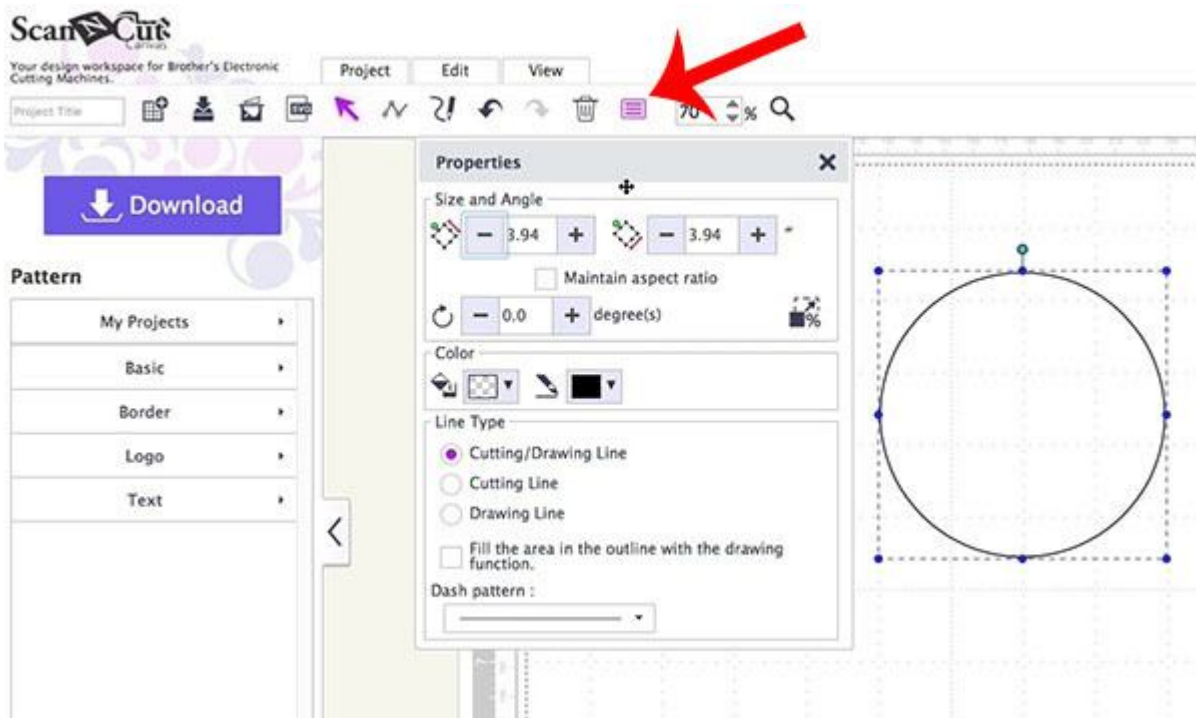 ScanNCut
Canvas
Your design workspace for Brother's Electronic
Cutting Machines.
Project Edit View
Project Title SVG 70 %
Properties
Size and Angle
Download
3.94 3.94 "
Maintain aspect ratio
Pattern
0.0 degree(s) %
My Projects
Color
Basic
Border
Line Type
Logo
Cutting/Drawing Line
Cutting Line
Text
Drawing Line
Fill the area in the outline with the drawing
function.
Dash pattern :